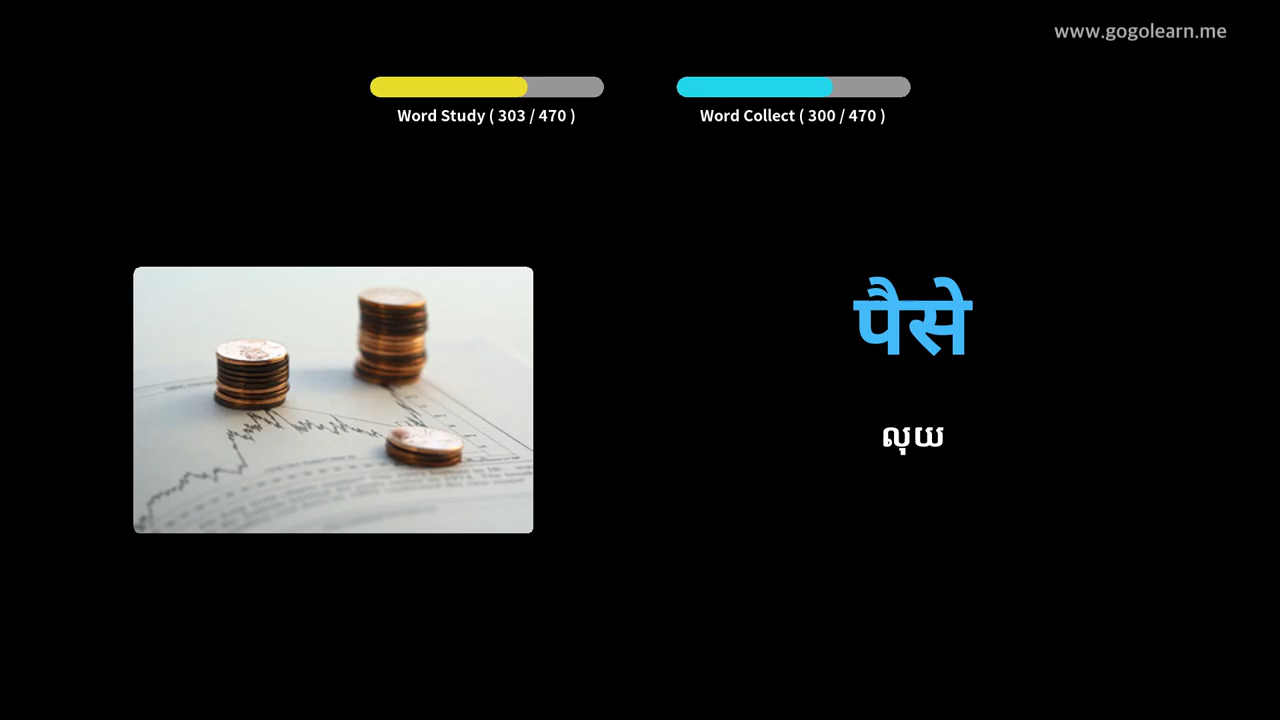 www.gogolearn.me
Word Study ( 303 / 470 )
Word Collect ( 300 / 470 )
पैसे
លុយ